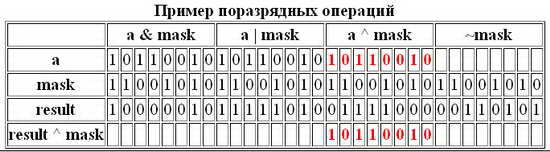 Пример поразрядных операций
a & mask a | mask a ^ mask ~mask
a 1 0 1 1 0 0 1 0 1 0 1 1 0 0 1 0 1 0 1 1 0 0 1 0
mask 1 1 0 0 1 0 1 0 1 1 0 0 1 0 1 0 1 1 0 0 1 0 1 0 1 1 0 0 1 0 1 0
result 1 0 0 0 0 0 1 0 1 1 1 1 1 0 1 0 0 1 1 1 1 0 0 0 0 0 1 1 0 1 0 1
result ^ mask 1 0 1 1 0 0 1 0